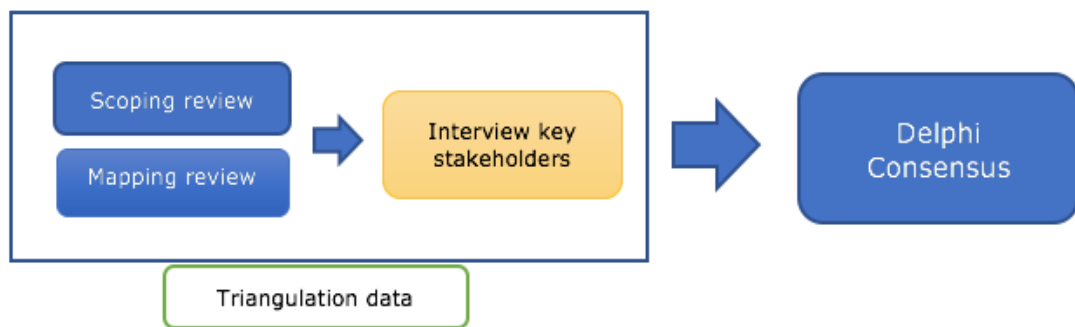 Scoping review
Mapping review
Interview key
stakeholders
Delphi
Consensus
Triangulation data